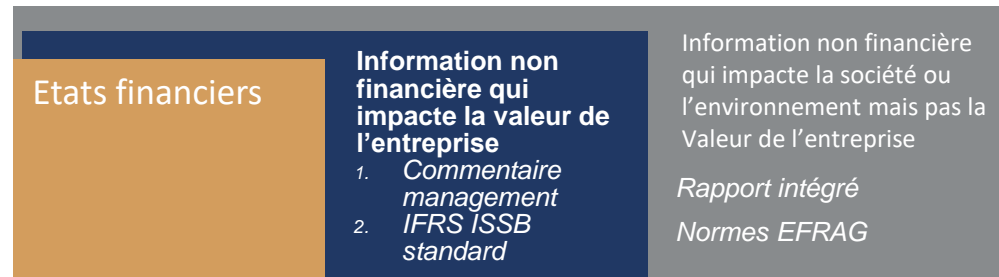 Etats financiers
Information non
financière qui
impacte la valeur de
l'entreprise
1. Commentaire
management
2. IFRS ISSB
standard
Information non financière
qui impacte la société ou
l'environnement mais pas la
Valeur de l'entreprise
Rapport intégré
Normes EFRAG